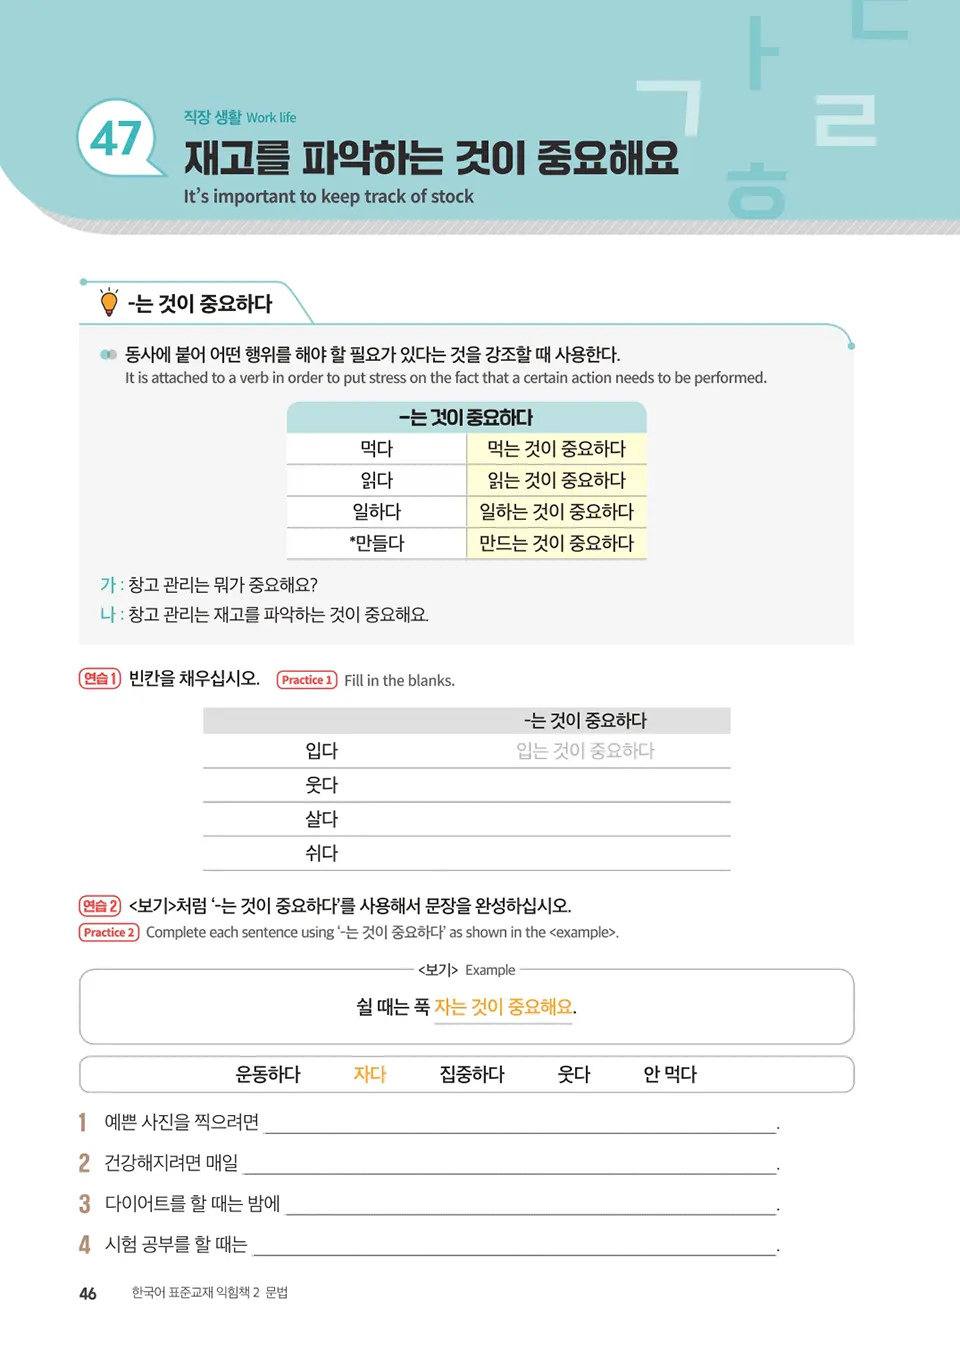 47
직장 생활 Work life
재고를 파악하는 것이 중요해요
It's important to keep track of stock
-는 것이 중요하다
동사에 붙어 어떤 행위를 해야 할 필요가 있다는 것을 강조할 때 사용한다.
It is attached to a verb in order to put stress on the fact that a certain action needs to be performed.
-는 것이 중요하다
먹다 먹는 것이 중요하다
읽다 읽는 것이 중요하다
일하다 일하는 것이 중요하다
*만들다 만드는 것이 중요하다
가 : 창고 관리는 뭐가 중요해요?
나 : 창고 관리는 재고를 파악하는 것이 중요해요.
연습 1 빈칸을 채우십시오. Practice 1 Fill in the blanks.
-는 것이 중요하다
입다 입는 것이 중요하다
웃다
살다
쉬다
연습 2 <보기>처럼 '-는 것이 중요하다'를 사용해서 문장을 완성하십시오.
Practice 2 Complete each sentence using '-는 것이 중요하다' as shown in the <example>.
<보기> Example
쉴 때는 푹 자는 것이 중요해요.
운동하다 자다 집중하다 웃다 안 먹다
1 예쁜 사진을 찍으려면 .
2 건강해지려면 매일 .
3 다이어트를 할 때는 밤에 .
4 시험 공부를 할 때는 .
46 한국어 표준교재 익힘책 2 문법